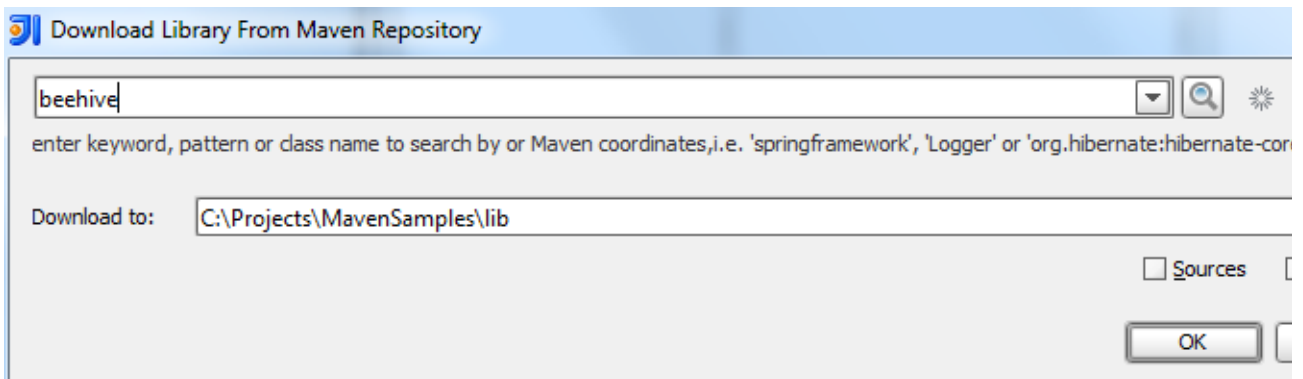 Download Library From Maven Repository
beehive
enter keyword, pattern or class name to search by or Maven coordinates,i.e. 'springframework', 'Logger' or 'org.hibernate:hibernate-cor
Download to: C:\Projects\MavenSamples\lib
Sources
OK